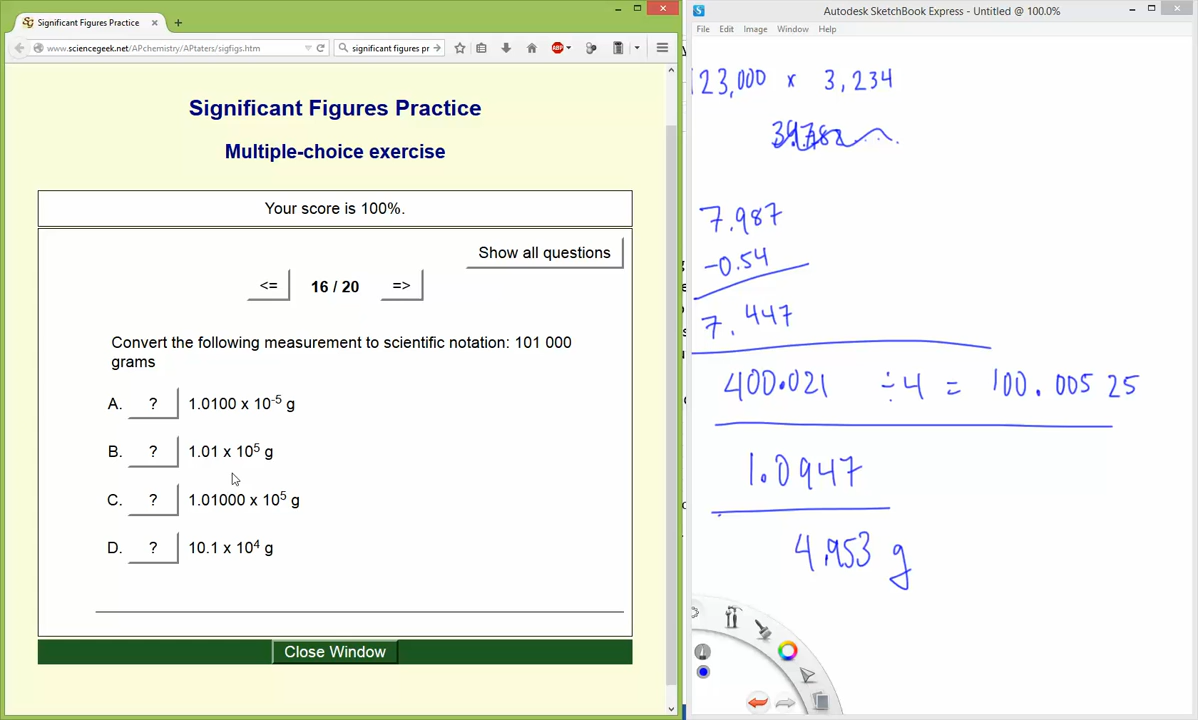 Significant Figures Practice
www.sciencegeek.net/APchemistry/APtaters/sigfigs.htm
significant figures pr
ABP
Significant Figures Practice
Multiple-choice exercise
Your score is 100%.
Show all questions
<= 16 / 20 =>
Convert the following measurement to scientific notation: 101 000
grams
A. ? 1.0100 x 10⁻⁵ g
B. ? 1.01 x 10⁵ g
C. ? 1.01000 x 10⁵ g
D. ? 10.1 x 10⁴ g
Close Window
Autodesk SketchBook Express - Untitled @ 100.0%
File Edit Image Window Help
123,000 x 3,234
7.987
-0.54
7.447
400.021 ÷4 = 100.005 25
1.0947
4.953 g